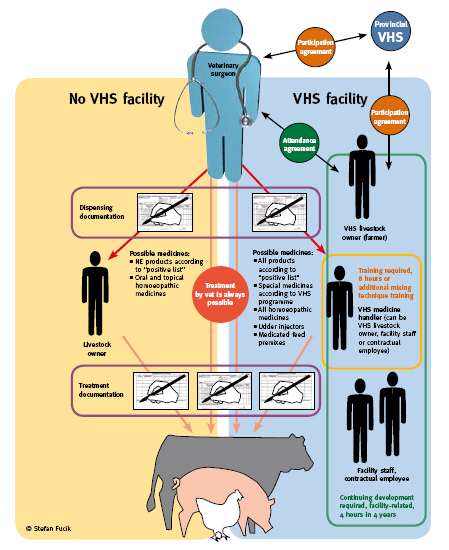 Provincial
VHS
Participation
agreement
Veterinary
surgeon
No VHS facility
VHS facility
Participation
agreement
Attendance
agreement
Dispensing
documentation
VHS livestock
owner (farmer)
Possible medicines:
• NE products according
to "positive list"
• Oral and topical
homoeopathic
medicines
Treatment
by vet is always
possible
Possible medicines:
• All products
according to
"positive list"
• Special medicines
according to VHS
programme
• All homoeopathic
medicines
• Udder injectors
• Medicated feed
premixes
Training required,
8 hours or
additional mixing
technique training
VHS medicine
handler (can be
VHS livestock
owner, facility staff
or contractual
employee)
Livestock
owner
Treatment
documentation
Facility staff,
contractual employee
Continuing development
required, facility-related,
4 hours in 4 years
© Stefan Fucik